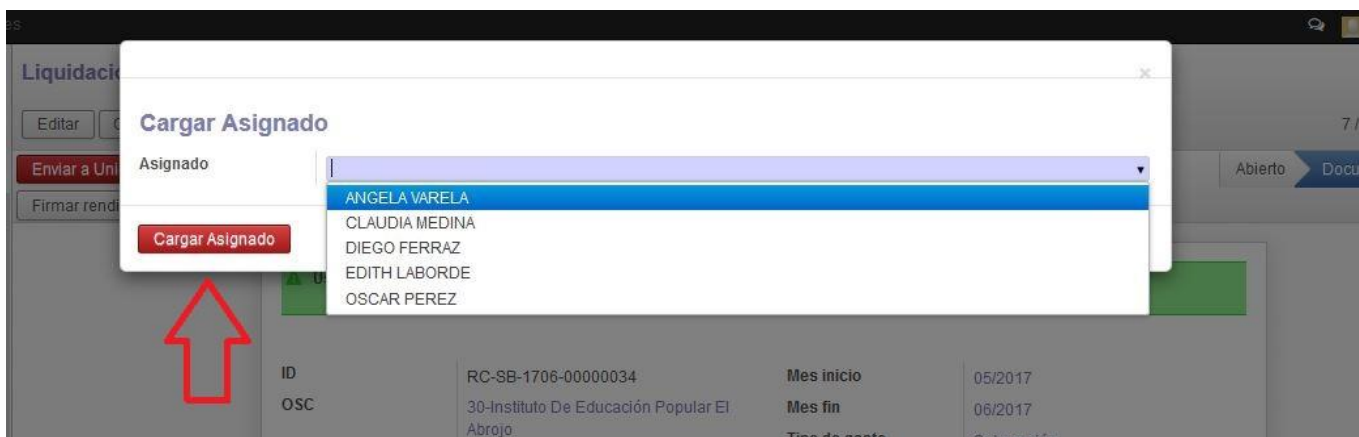 es
Liquidació
Editar
7 /
Cargar Asignado
Asignado
Enviar a Uni
Abierto
Docu
Firmar rendi
ANGELA VARELA
CLAUDIA MEDINA
DIEGO FERRAZ
EDITH LABORDE
OSCAR PEREZ
Cargar Asignado
ID RC-SB-1706-00000034 Mes inicio 05/2017
OSC 30-Instituto De Educación Popular El Mes fin 06/2017
Abrojo